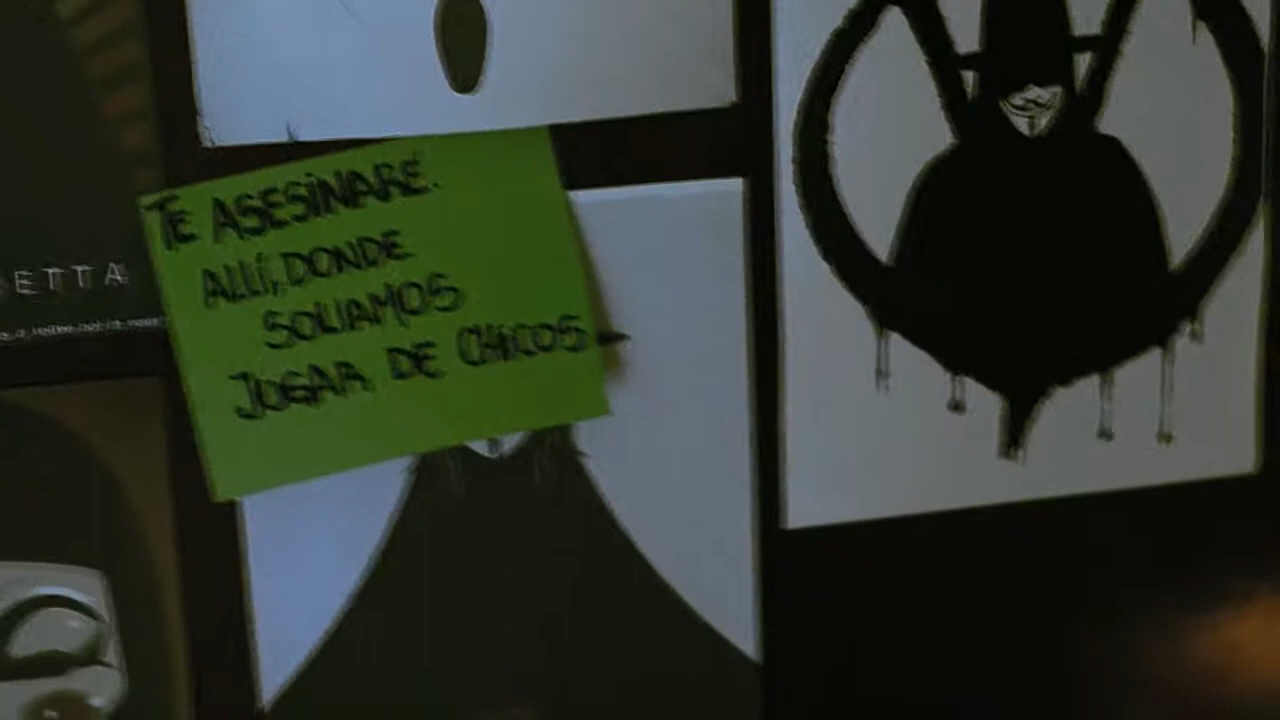 TE ASESINARE.
ALLÍ, DONDE
SOLIAMOS
JUGAR DE CHICOS
ETTA